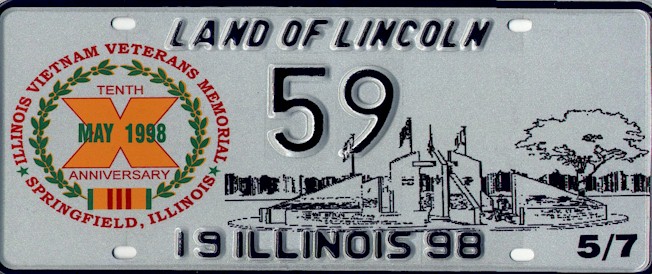 LAND OF LINCOLN
ILLINOIS VIETNAM VETERANS MEMORIAL
TENTH
X
MAY 1998
ANNIVERSARY
SPRINGFIELD, ILLINOIS
59
19 ILLINOIS 98
5/7